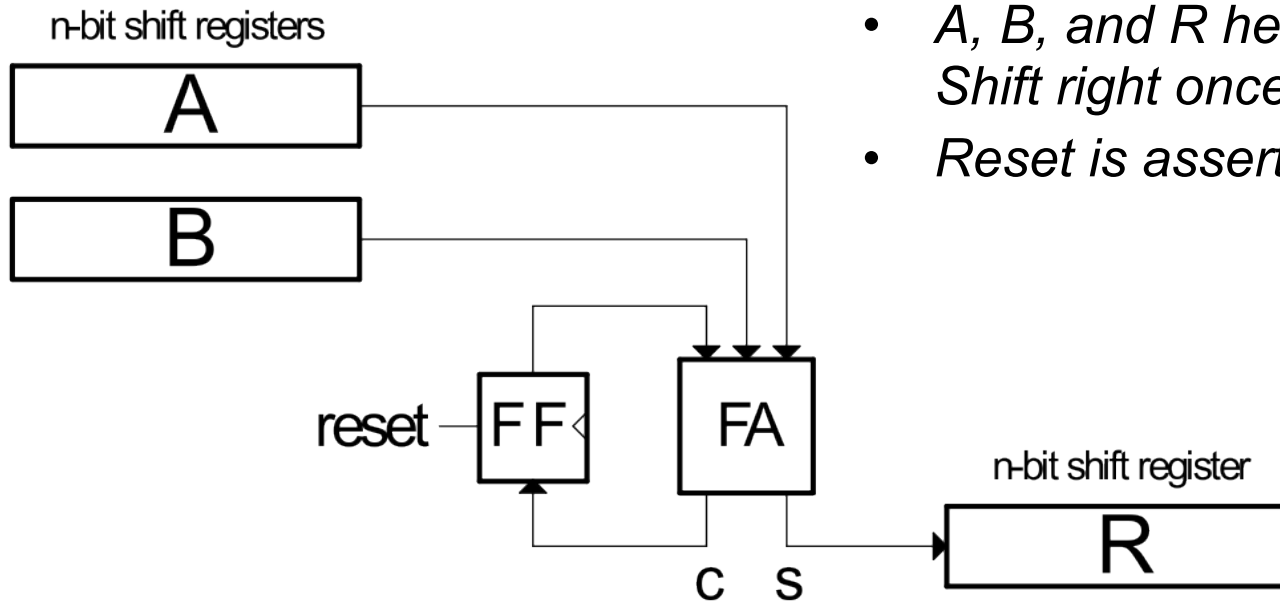 n-bit shift registers
A
B
• A, B, and R he
Shift right once
• Reset is assert
reset
FF
FA
c s
n-bit shift register
R